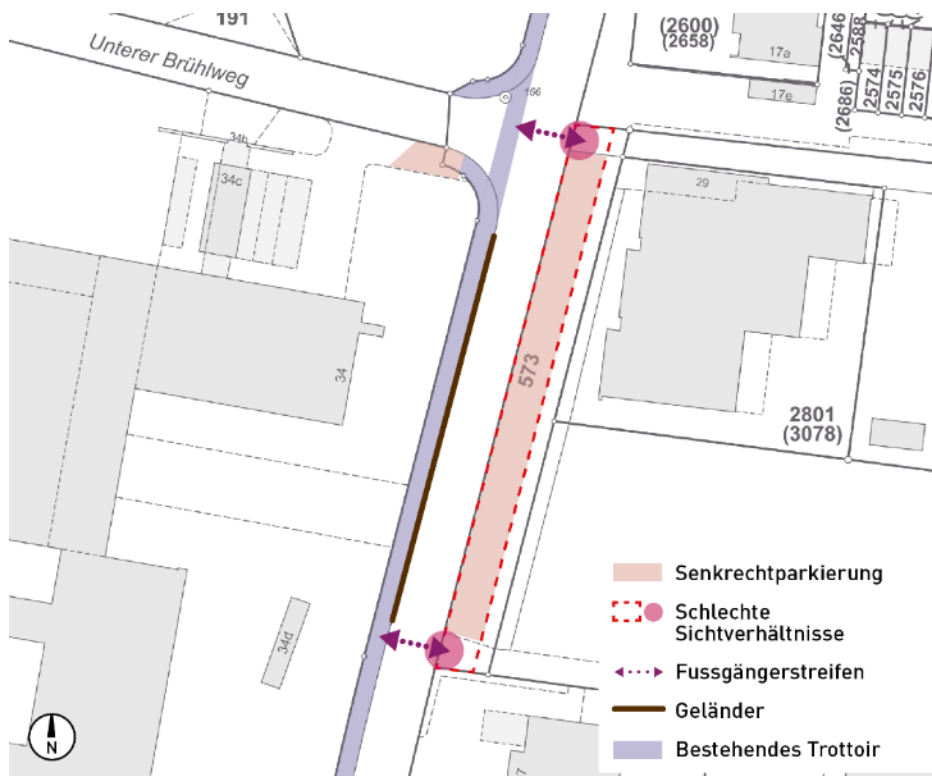 191
(2600)
(2658)
17a
(2646)
2588
Unterer Brühlweg
166
17e
(2686)
2574
2575
2576
34b
34c
29
573
34
2801
(3078)
34d
Senkrechtparkierung
Schlechte
Sichtverhältnisse
Fussgängerstreifen
Geländer
Bestehendes Trottoir
N